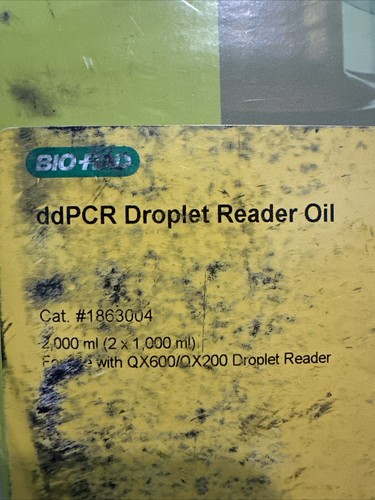 BIO-RAD
ddPCR Droplet Reader Oil
Cat. #1863004
2,000 ml (2 x 1,000 ml)
with QX600/QX200 Droplet Reader